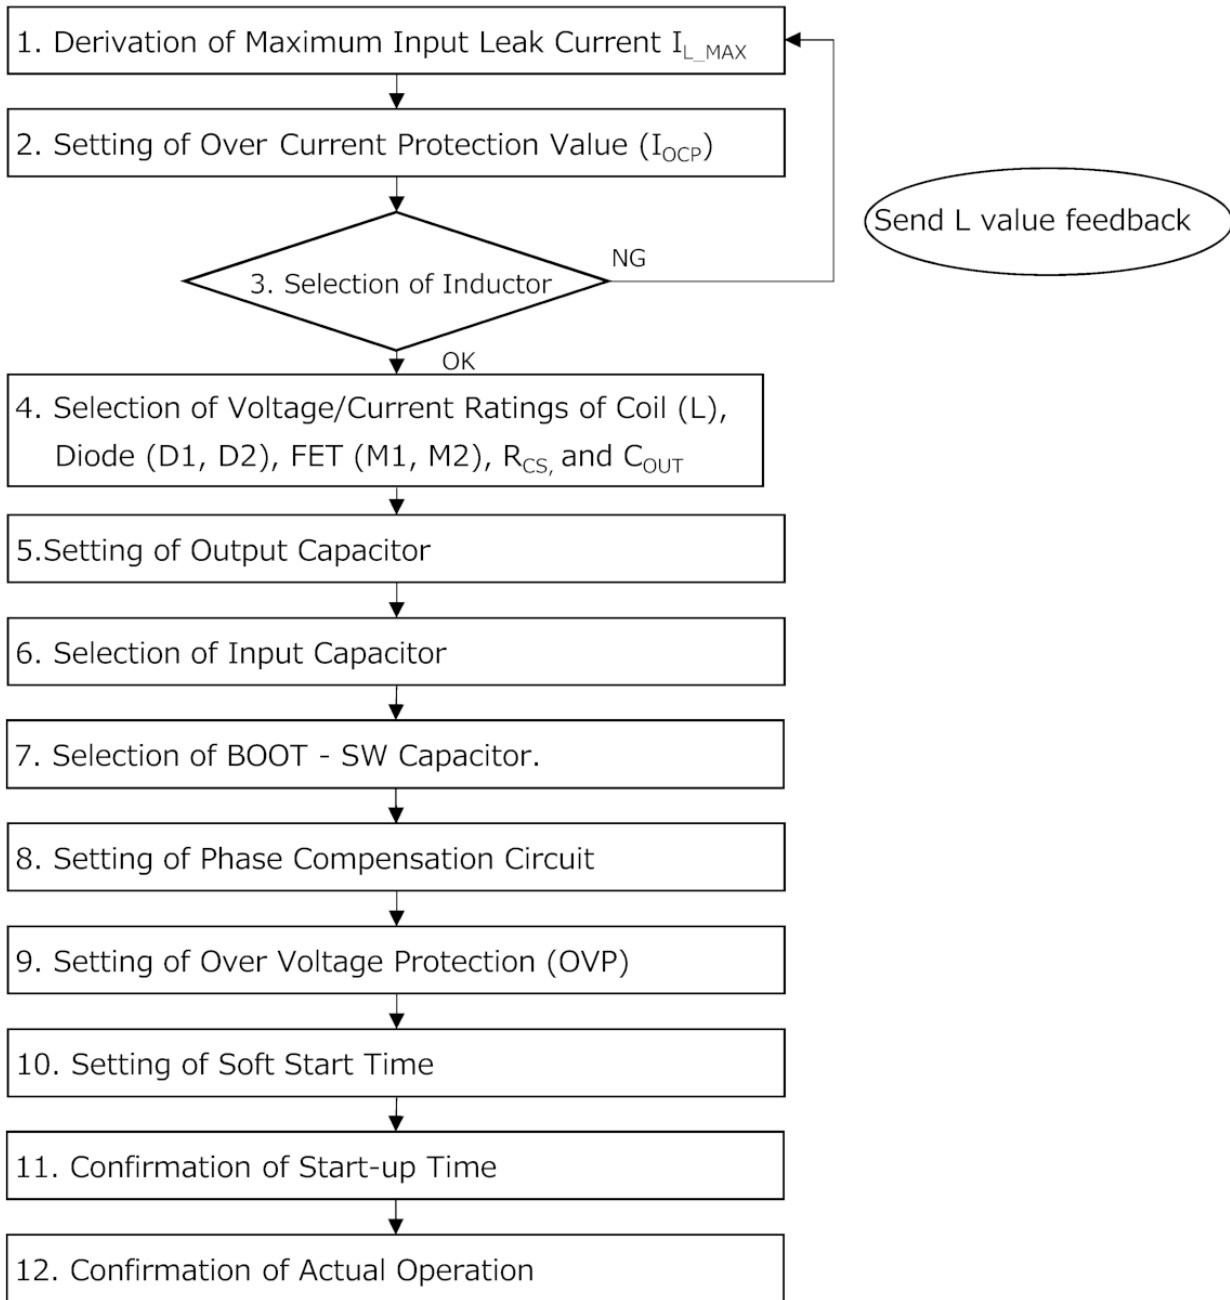 1. Derivation of Maximum Input Leak Current I_L_MAX
2. Setting of Over Current Protection Value (I_OCP)
Send L value feedback
NG
3. Selection of Inductor
OK
4. Selection of Voltage/Current Ratings of Coil (L),
Diode (D1, D2), FET (M1, M2), R_CS, and C_OUT
5.Setting of Output Capacitor
6. Selection of Input Capacitor
7. Selection of BOOT - SW Capacitor.
8. Setting of Phase Compensation Circuit
9. Setting of Over Voltage Protection (OVP)
10. Setting of Soft Start Time
11. Confirmation of Start-up Time
12. Confirmation of Actual Operation